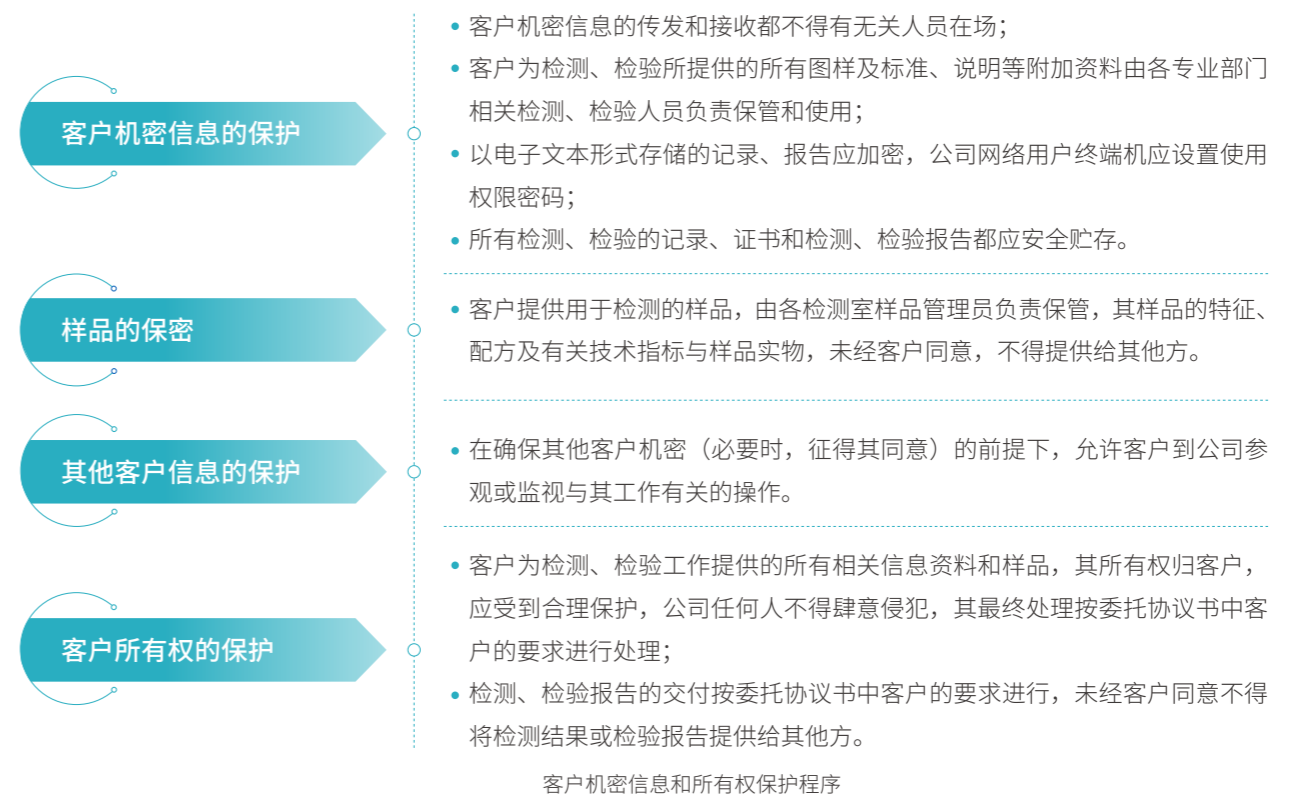 客户机密信息的保护
• 客户机密信息的传发和接收都不得有无关人员在场；
• 客户为检测、检验所提供的所有图样及标准、说明等附加资料由各专业部门
相关检测、检验人员负责保管和使用；
• 以电子文本形式存储的记录、报告应加密，公司网络用户终端机应设置使用
权限密码；
• 所有检测、检验的记录、证书和检测、检验报告都应安全贮存。
样品的保密
• 客户提供用于检测的样品，由各检测室样品管理员负责保管，其样品的特征、
配方及有关技术指标与样品实物，未经客户同意，不得提供给其他方。
其他客户信息的保护
• 在确保其他客户机密（必要时，征得其同意）的前提下，允许客户到公司参
观或监视与其工作有关的操作。
客户所有权的保护
• 客户为检测、检验工作提供的所有相关信息资料和样品，其所有权归客户，
应受到合理保护，公司任何人不得肆意侵犯，其最终处理按委托协议书中客
户的要求进行处理；
• 检测、检验报告的交付按委托协议书中客户的要求进行，未经客户同意不得
将检测结果或检验报告提供给其他方。
客户机密信息和所有权保护程序